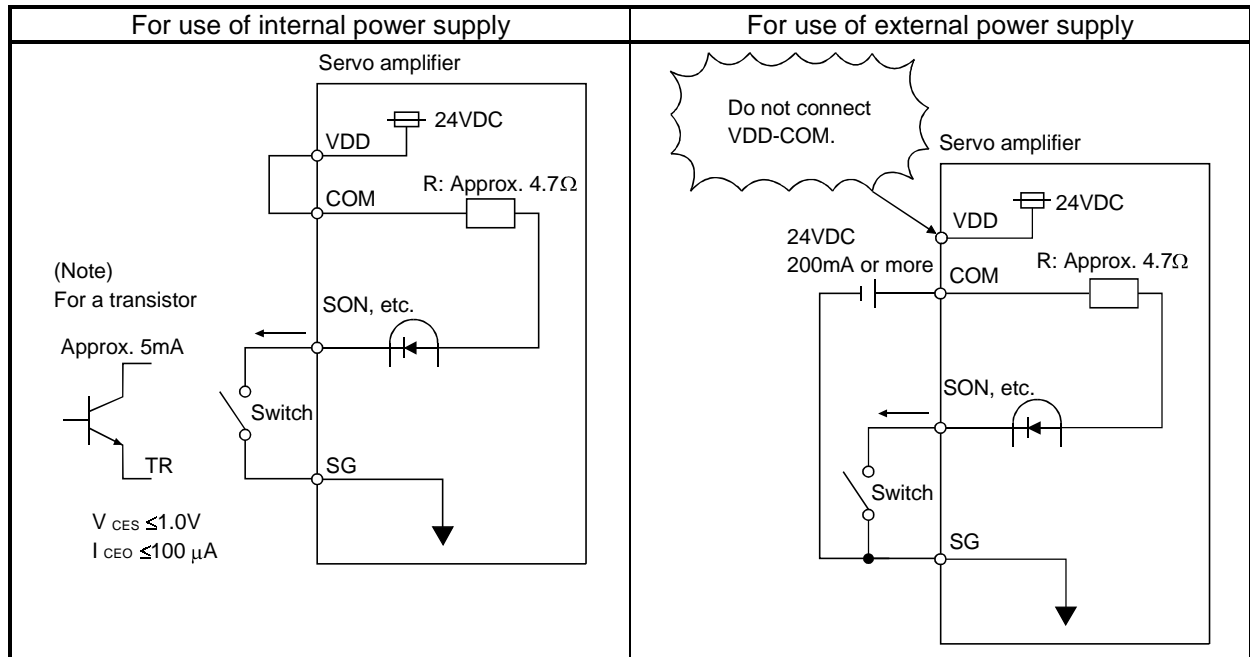 For use of internal power supply
For use of external power supply
Servo amplifier
24VDC
VDD
R: Approx. 4.7Ω
COM
(Note)
For a transistor
Approx. 5mA
TR
V CES ≤1.0V
I CEO ≤100 μA
SON, etc.
Switch
SG
Do not connect
VDD-COM.
Servo amplifier
24VDC
VDD
24VDC
200mA or more
COM
R: Approx. 4.7Ω
SON, etc.
Switch
SG